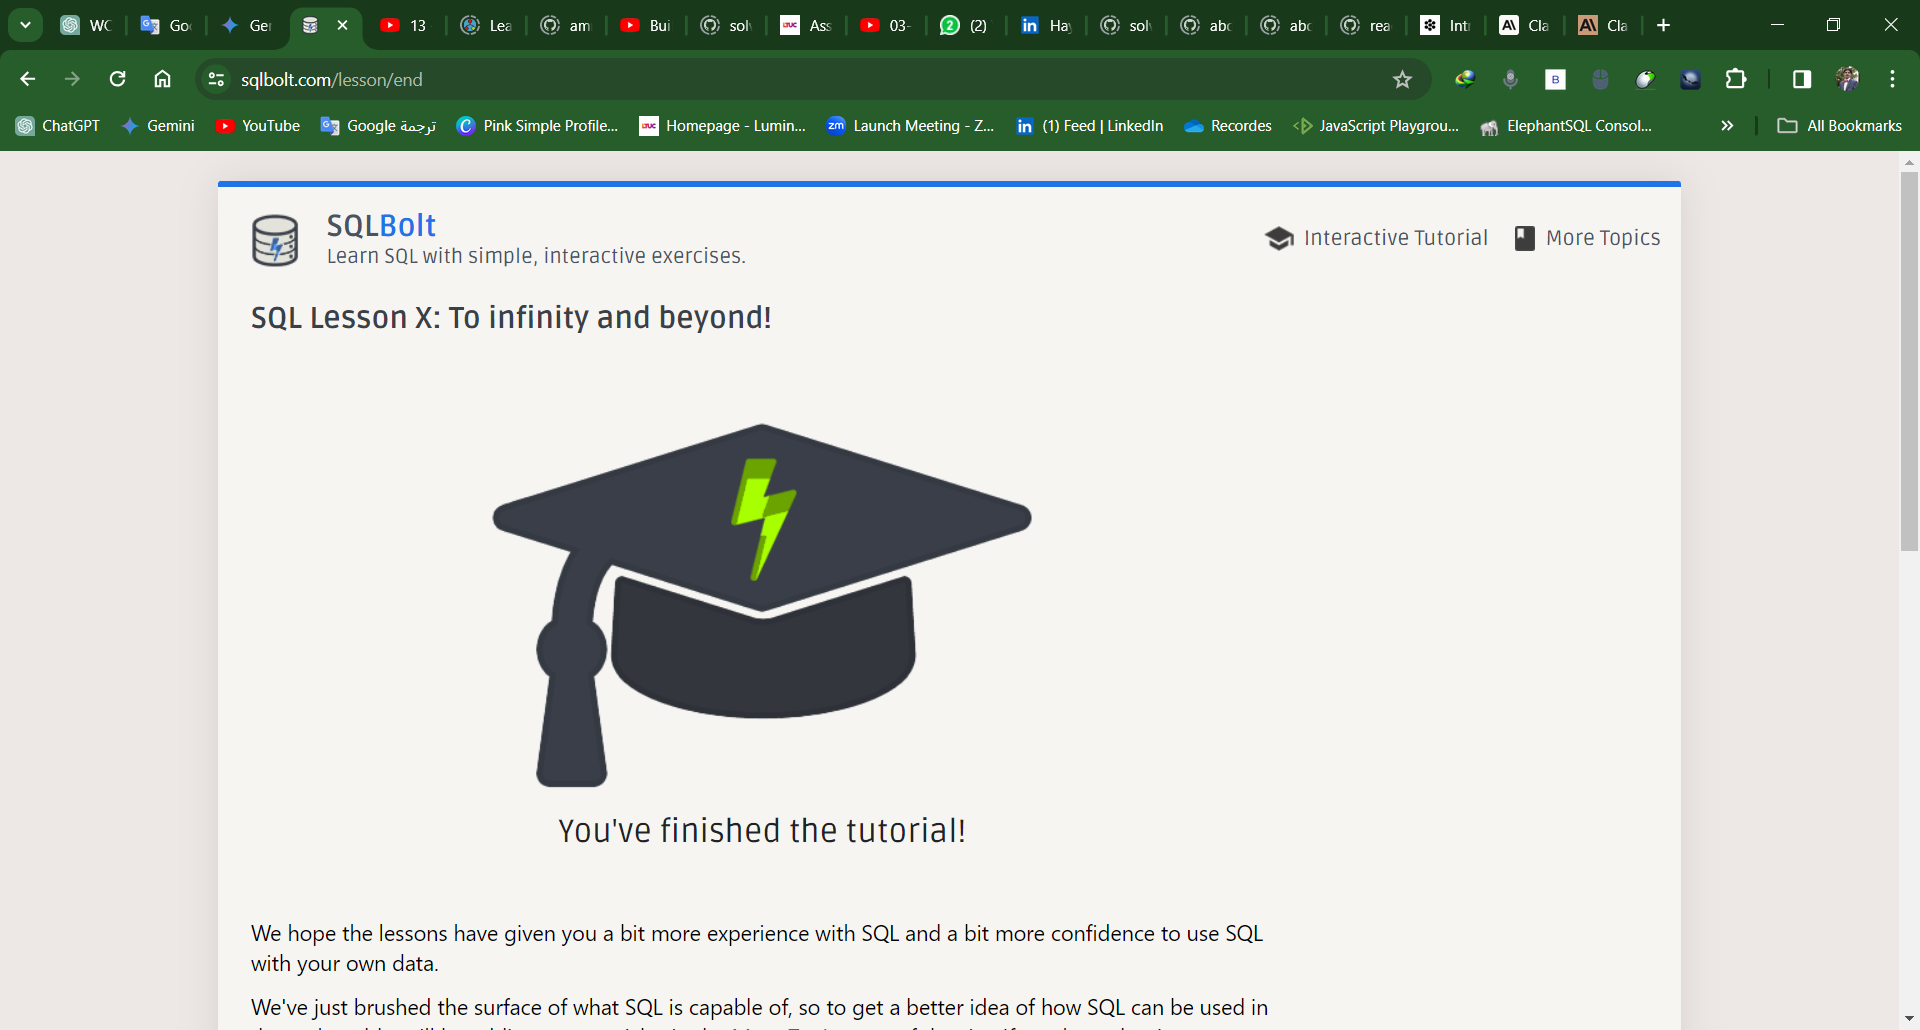 WC
Go
Ger
13
Lea
am
Bui
sol
Ass
03-
(2)
Ha
sol
abc
abc
rea
Int
Cla
Cla
sqlbolt.com/lesson/end
ChatGPT
Gemini
YouTube
Google ترجمة
Pink Simple Profile...
Homepage - Lumin...
Launch Meeting - Z...
(1) Feed | LinkedIn
Recordes
JavaScript Playgrou...
ElephantSQL Consol...
All Bookmarks
SQLBolt
Learn SQL with simple, interactive exercises.
Interactive Tutorial
More Topics
SQL Lesson X: To infinity and beyond!
You've finished the tutorial!
We hope the lessons have given you a bit more experience with SQL and a bit more confidence to use SQL
with your own data.
We've just brushed the surface of what SQL is capable of, so to get a better idea of how SQL can be used in